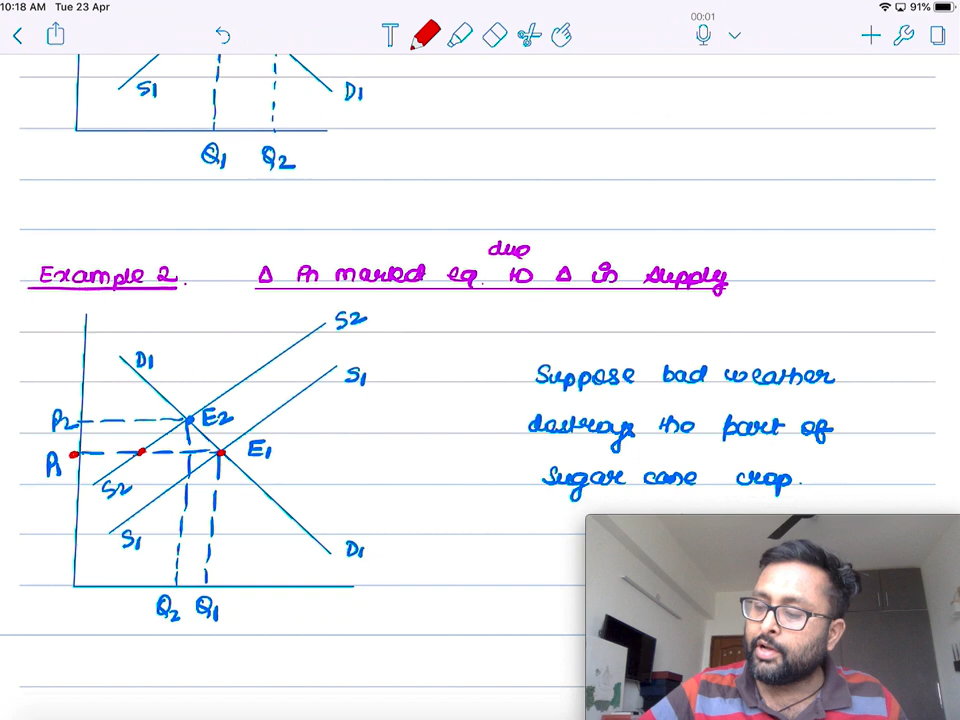 10:18 AM Tue 23 Apr
91%
00:01
T
S1
D1
Q1 Q2
due
Example 2. Δ in market eq. to Δ in supply
S2
D1
S1
P2
E2
P1
E1
S2
S1
D1
Q2 Q1
Suppose bad weather
destroys the part of
sugar cane crop.